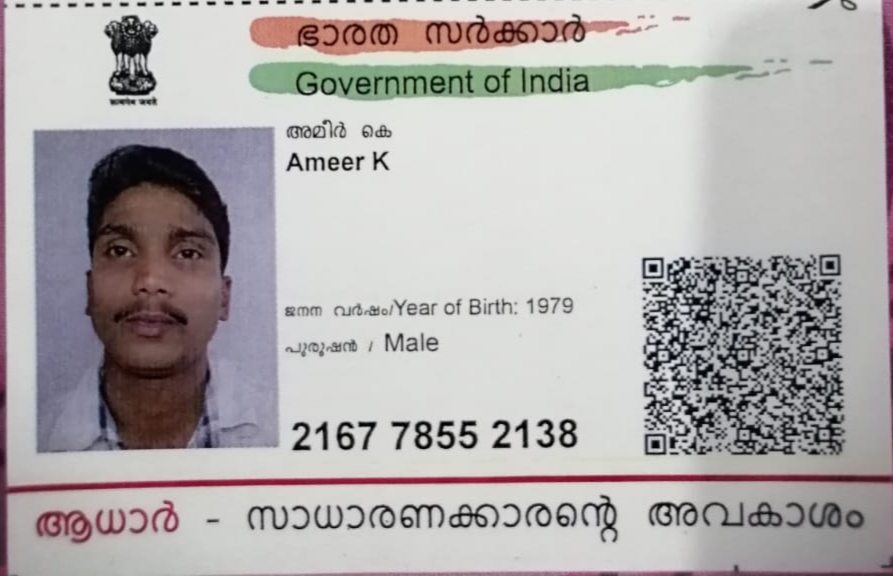 ഭാരത സർക്കാർ
Government of India
सत्यमेव जयते
അമീർ കെ
Ameer K
ജനന വർഷം/Year of Birth: 1979
പുരുഷൻ / Male
2167 7855 2138
ആധാർ - സാധാരണക്കാരന്റെ അവകാശം